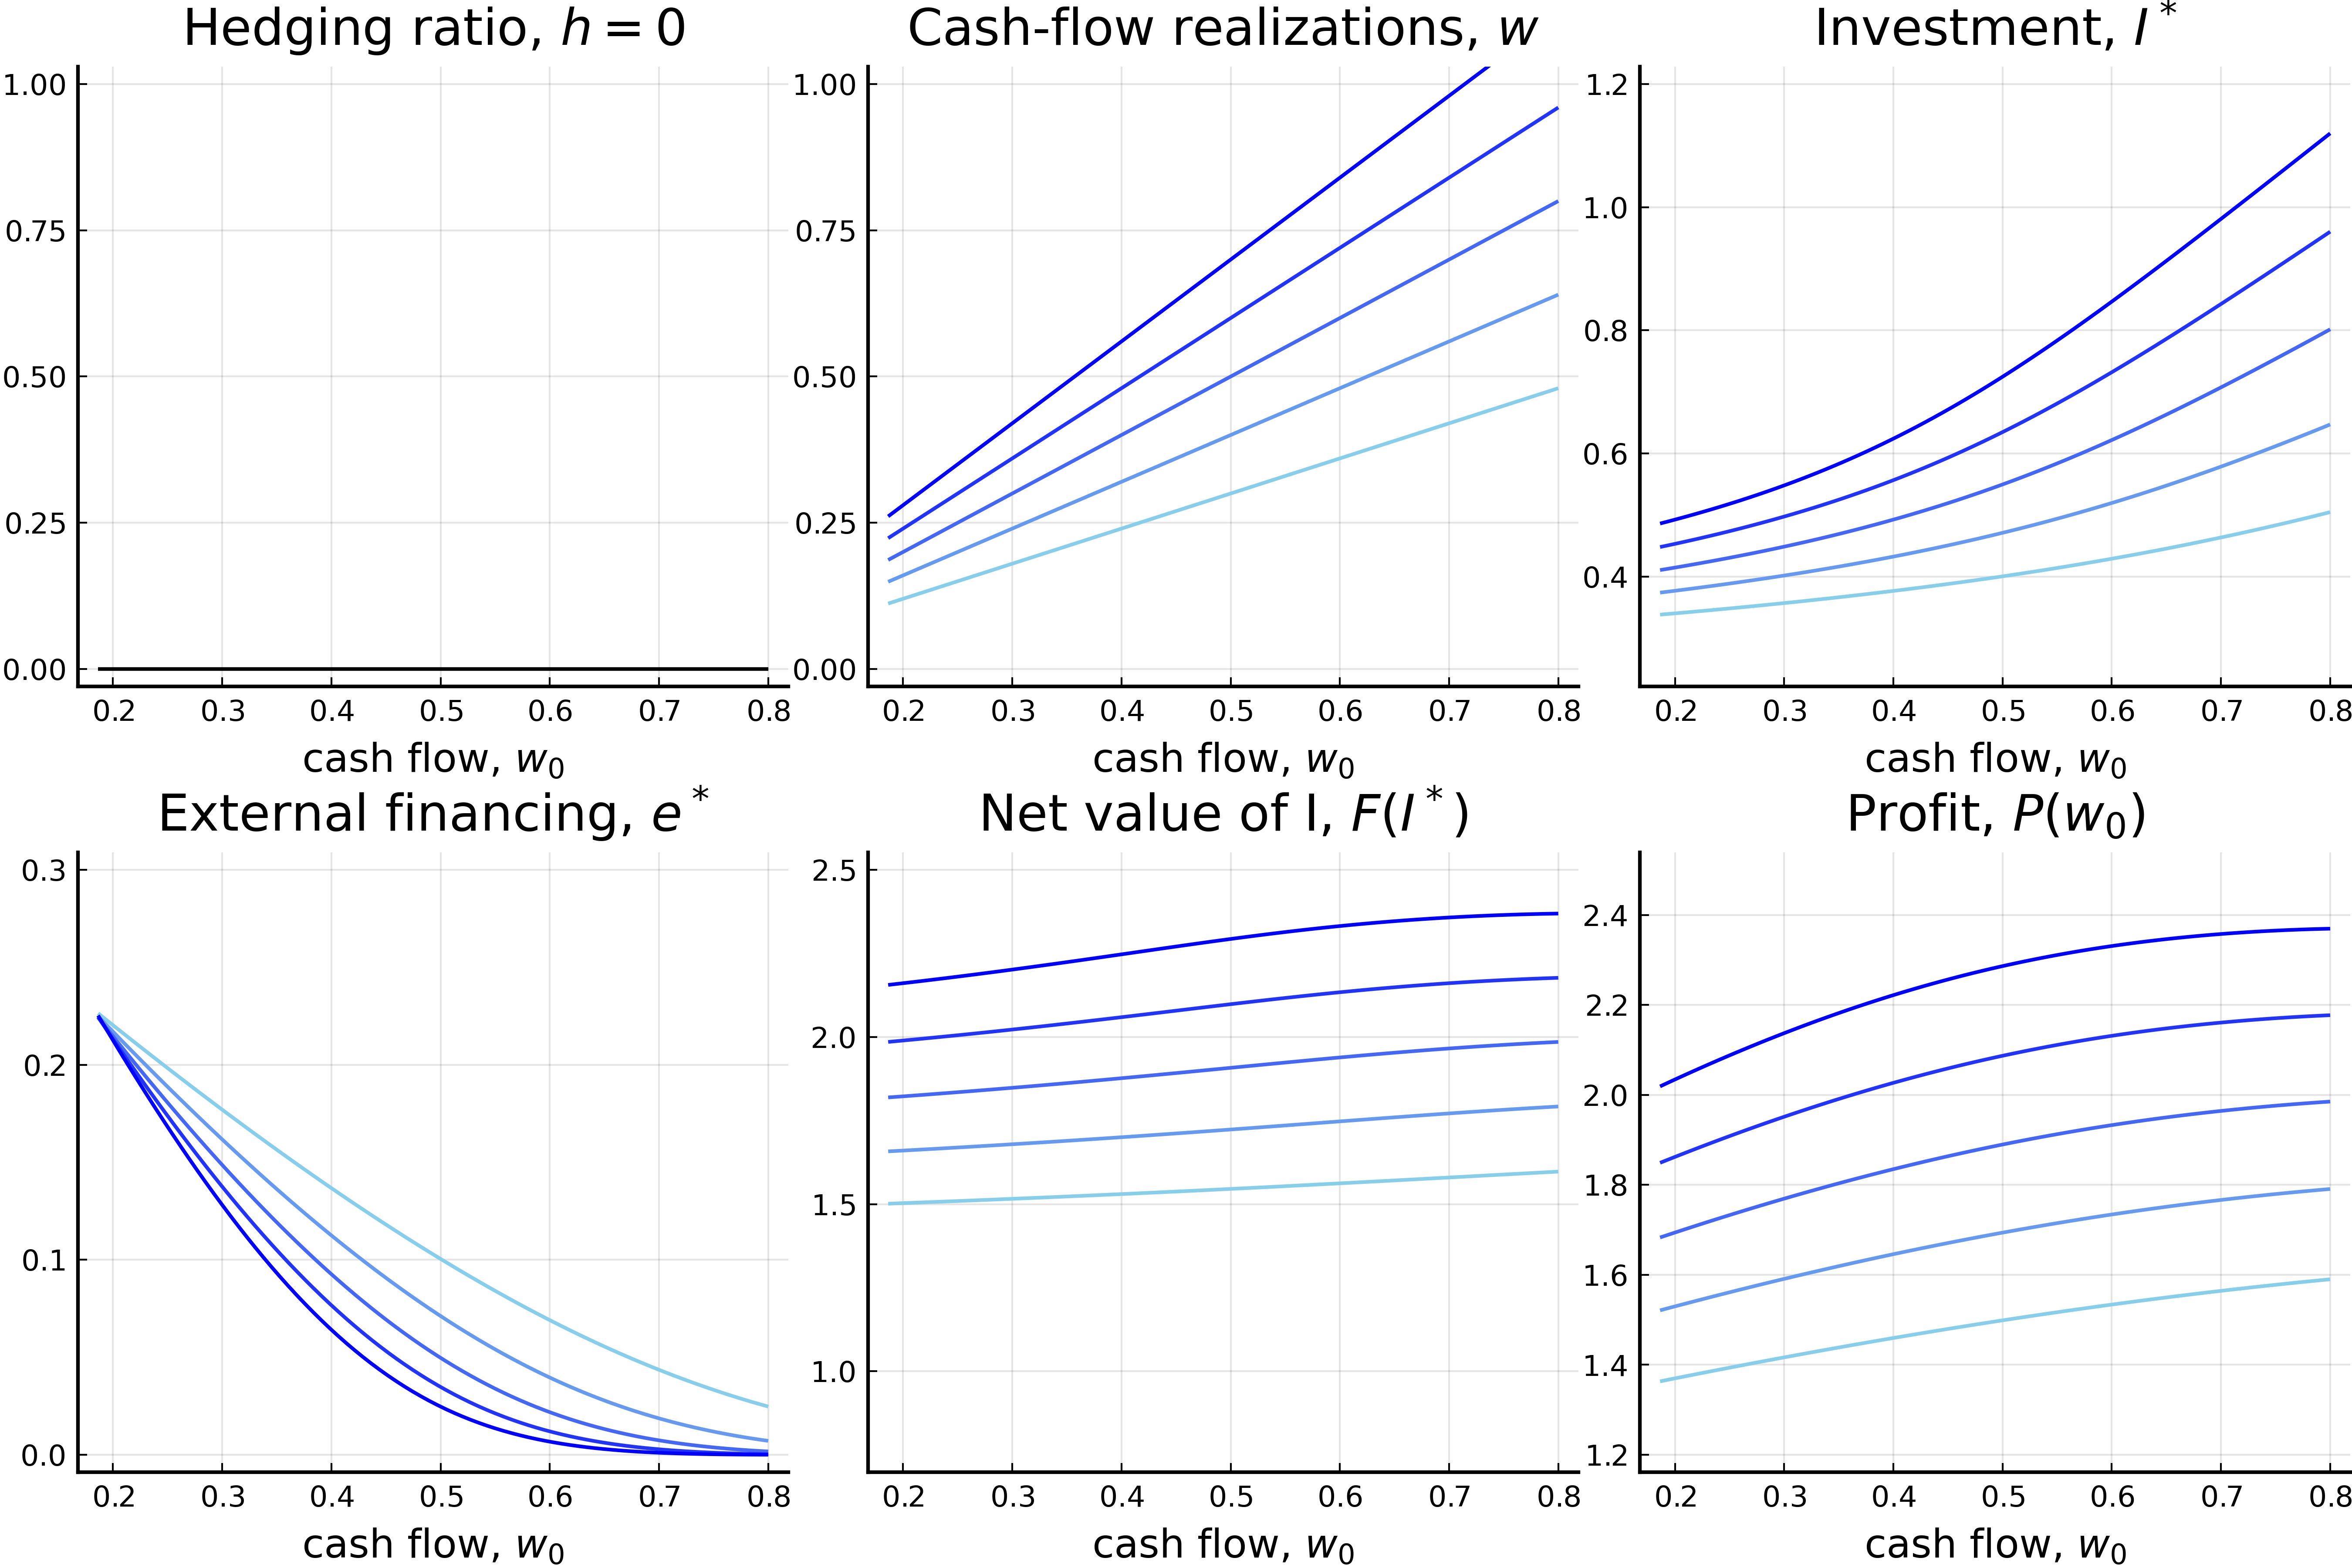 Hedging ratio, h = 0
1.00
0.75
0.50
0.25
0.00
0.2 0.3 0.4 0.5 0.6 0.7 0.8
cash flow, w₀
Cash-flow realizations, w
1.00
0.75
0.50
0.25
0.00
0.2 0.3 0.4 0.5 0.6 0.7 0.8
cash flow, w₀
Investment, I*
1.2
1.0
0.8
0.6
0.4
0.2 0.3 0.4 0.5 0.6 0.7 0.8
cash flow, w₀
External financing, e*
0.3
0.2
0.1
0.0
0.2 0.3 0.4 0.5 0.6 0.7 0.8
cash flow, w₀
Net value of I, F(I*)
2.5
2.0
1.5
1.0
0.2 0.3 0.4 0.5 0.6 0.7 0.8
cash flow, w₀
Profit, P(w₀)
2.4
2.2
2.0
1.8
1.6
1.4
1.2
0.2 0.3 0.4 0.5 0.6 0.7 0.8
cash flow, w₀